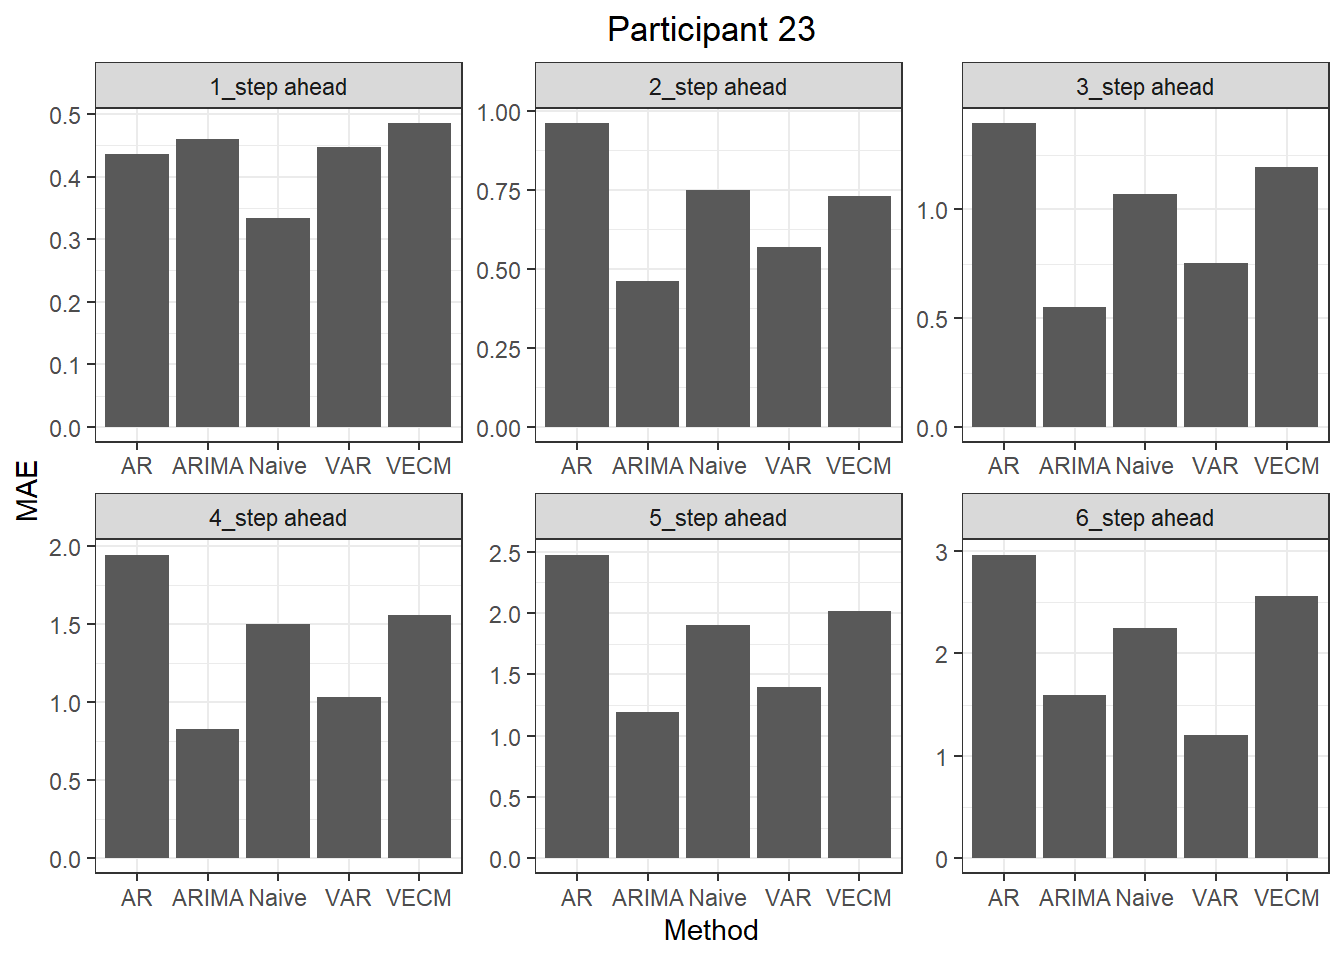 Participant 23
1_step ahead
2_step ahead
3_step ahead
0.5
0.4
0.3
0.2
0.1
0.0
1.00
0.75
0.50
0.25
0.00
1.0
0.5
0.0
AR ARIMA Naive VAR VECM
AR ARIMA Naive VAR VECM
AR ARIMA Naive VAR VECM
MAE
4_step ahead
5_step ahead
6_step ahead
2.0
1.5
1.0
0.5
0.0
2.5
2.0
1.5
1.0
0.5
0.0
3
2
1
0
AR ARIMA Naive VAR VECM
AR ARIMA Naive VAR VECM
AR ARIMA Naive VAR VECM
Method